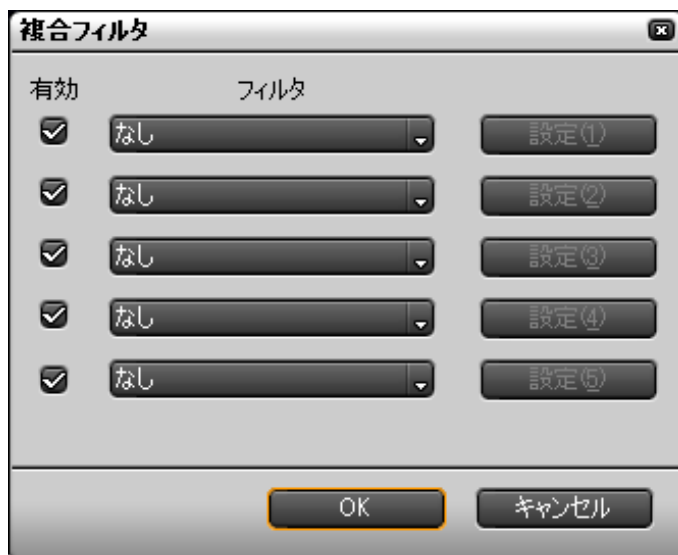 複合フィルタ
有効 フィルタ
なし 設定(1)
なし 設定(2)
なし 設定(3)
なし 設定(4)
なし 設定(5)
OK キャンセル